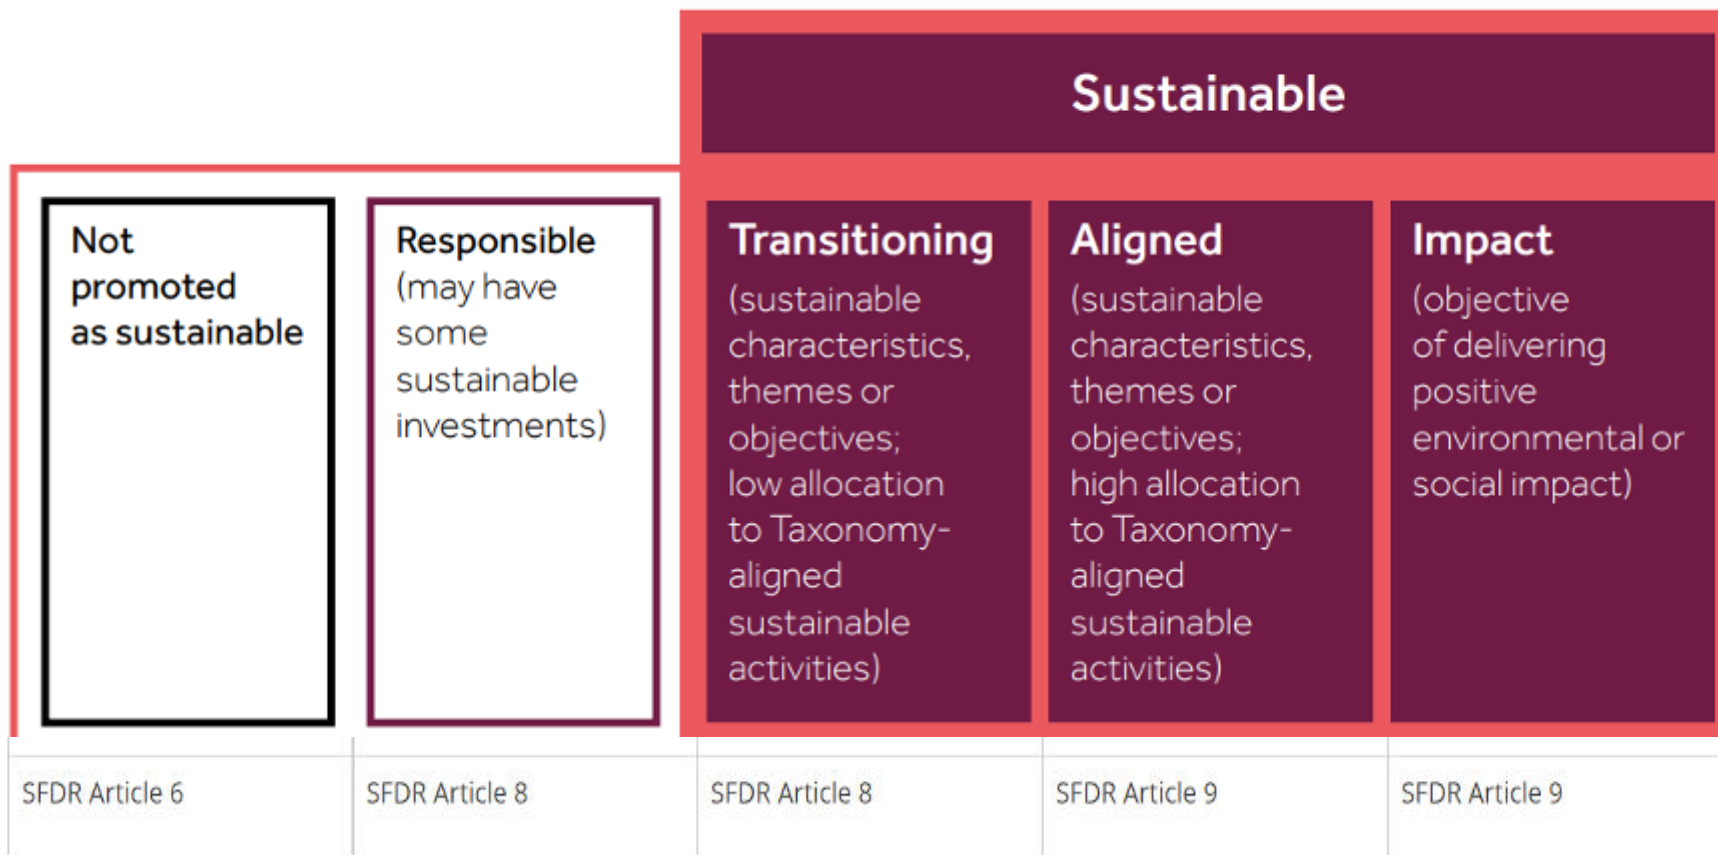 Sustainable
Not
promoted
as sustainable
Responsible
(may have
some
sustainable
investments)
Transitioning
(sustainable
characteristics,
themes or
objectives;
low allocation
to Taxonomy-
aligned
sustainable
activities)
Aligned
(sustainable
characteristics,
themes or
objectives;
high allocation
to Taxonomy-
aligned
sustainable
activities)
Impact
(objective
of delivering
positive
environmental or
social impact)
SFDR Article 6
SFDR Article 8
SFDR Article 8
SFDR Article 9
SFDR Article 9